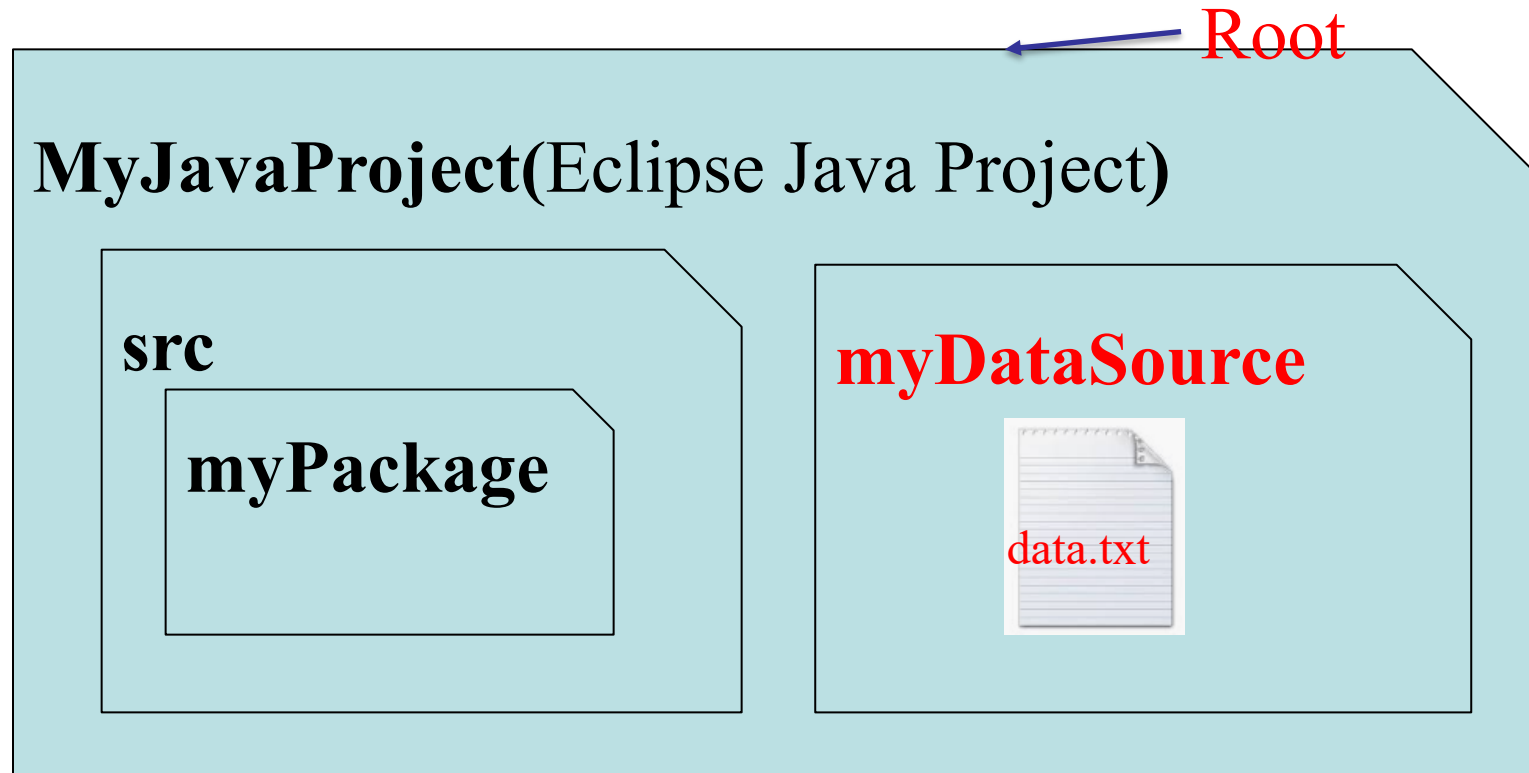 Root
MyJavaProject(Eclipse Java Project)
src
myPackage
myDataSource
data.txt